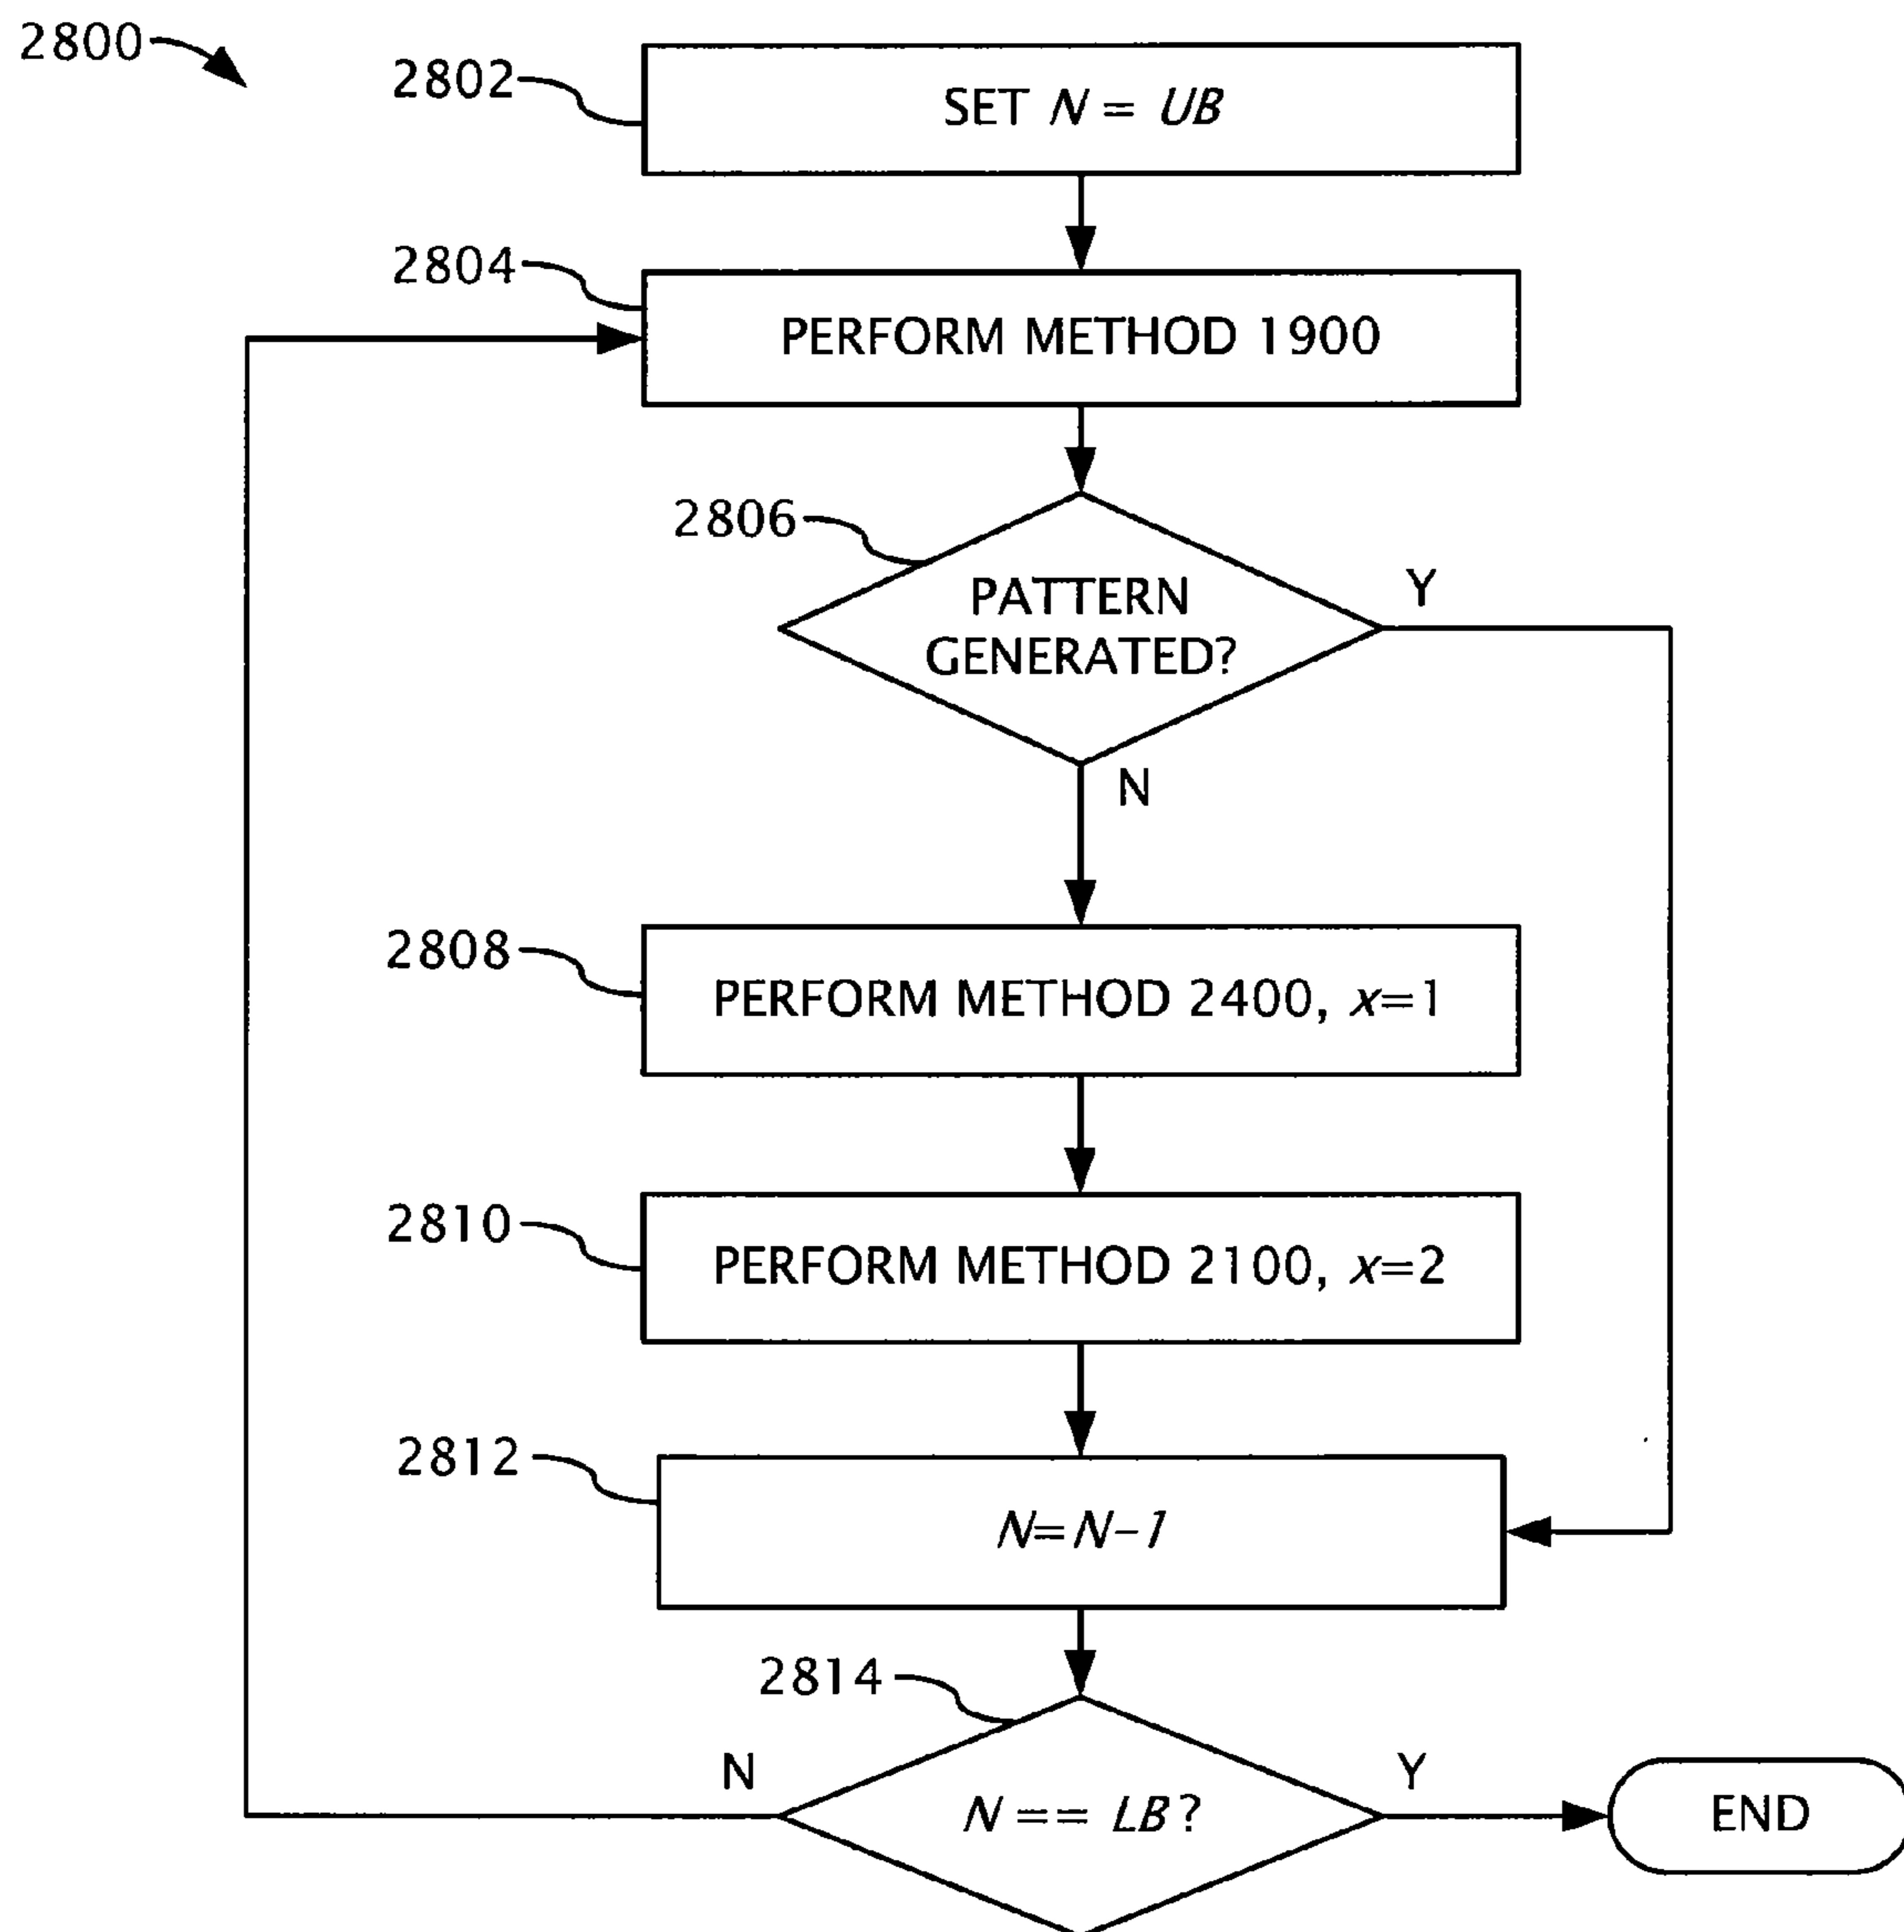 2800
2802
SET N = UB
2804
PERFORM METHOD 1900
2806
PATTERN
GENERATED?
Y
N
2808
PERFORM METHOD 2400, x=1
2810
PERFORM METHOD 2100, x=2
2812
N=N-1
2814
N
N == LB?
Y
END